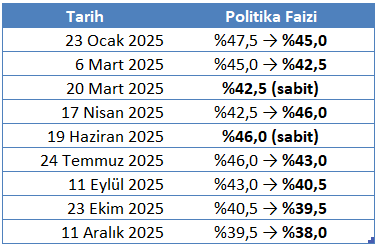 Tarih Politika Faizi
23 Ocak 2025 %47,5 → %45,0
6 Mart 2025 %45,0 → %42,5
20 Mart 2025 %42,5 (sabit)
17 Nisan 2025 %42,5 → %46,0
19 Haziran 2025 %46,0 (sabit)
24 Temmuz 2025 %46,0 → %43,0
11 Eylül 2025 %43,0 → %40,5
23 Ekim 2025 %40,5 → %39,5
11 Aralık 2025 %39,5 → %38,0